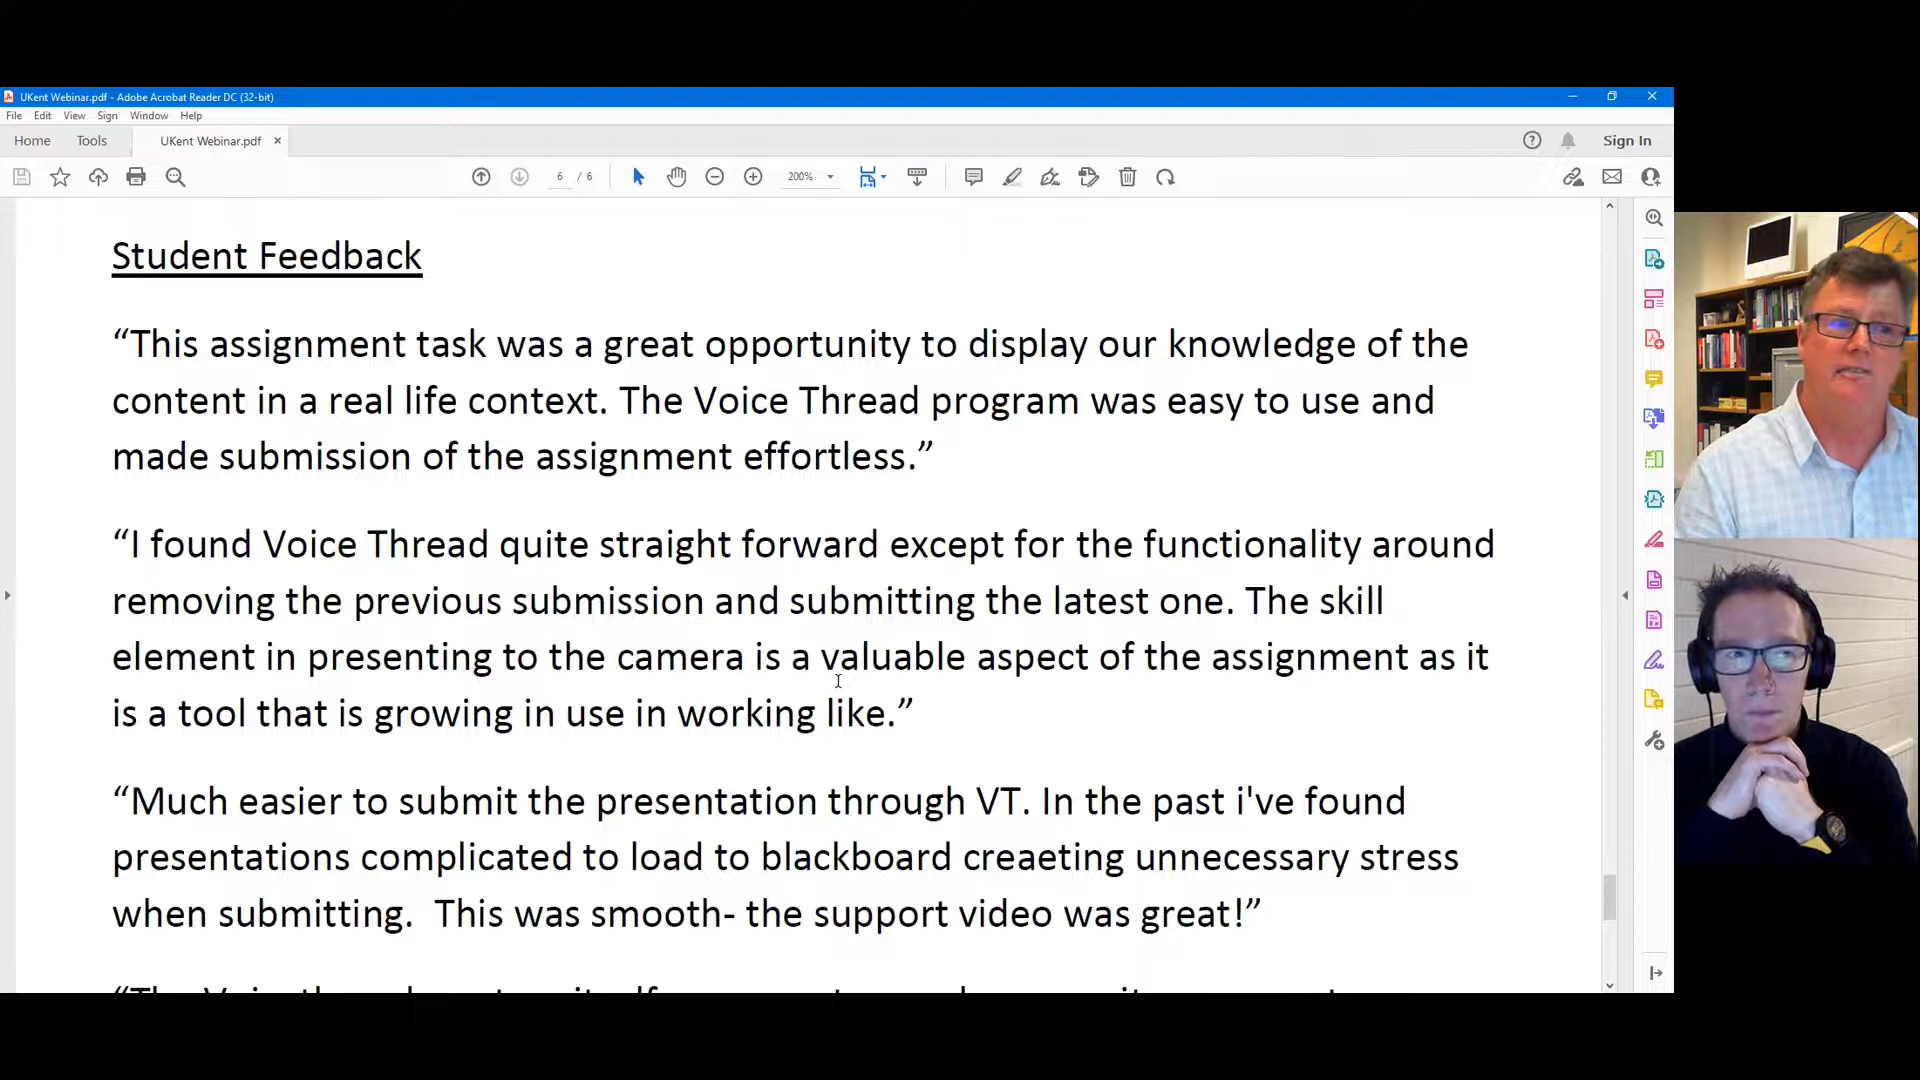 UKent Webinar.pdf - Adobe Acrobat Reader DC (32-bit)
File Edit View Sign Window Help
Home Tools UKent Webinar.pdf × Sign In
6 / 6 200%
Student Feedback
“This assignment task was a great opportunity to display our knowledge of the
content in a real life context. The Voice Thread program was easy to use and
made submission of the assignment effortless.”
“I found Voice Thread quite straight forward except for the functionality around
removing the previous submission and submitting the latest one. The skill
element in presenting to the camera is a valuable aspect of the assignment as it
is a tool that is growing in use in working like.”
“Much easier to submit the presentation through VT. In the past i've found
presentations complicated to load to blackboard creaeting unnecessary stress
when submitting.  This was smooth- the support video was great!”